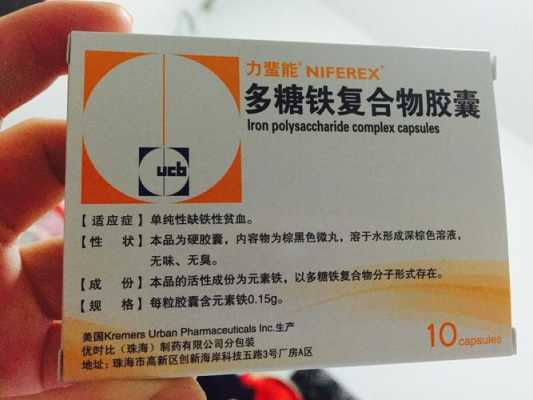 力蜚能® NIFEREX®
多糖铁复合物胶囊
Iron polysaccharide complex capsules
ucb
【适应症】单纯性缺铁性贫血。
【性 状】本品为硬胶囊，内容物为棕黑色微丸，溶于水形成深棕色溶液，
无味、无臭。
【成 份】本品的活性成份为元素铁，以多糖铁复合物分子形式存在。
【规 格】每粒胶囊含元素铁0.15g。
美国Kremers Urban Pharmaceuticals Inc.生产
优时比（珠海）制药有限公司分包装
地址：珠海市高新区创新海岸科技五路3号厂房A区
10 capsules